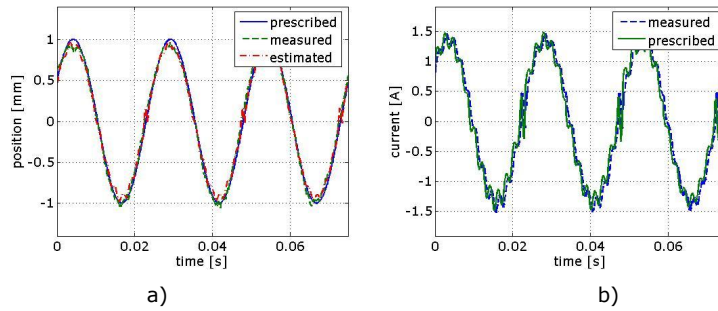 prescribed
measured
estimated
1
0.5
0
-0.5
-1
position [mm]
0 0.02 0.04 0.06
time [s]
a)
measured
prescribed
1.5
1
0.5
0
-0.5
-1
-1.5
current [A]
0 0.02 0.04 0.06
time [s]
b)